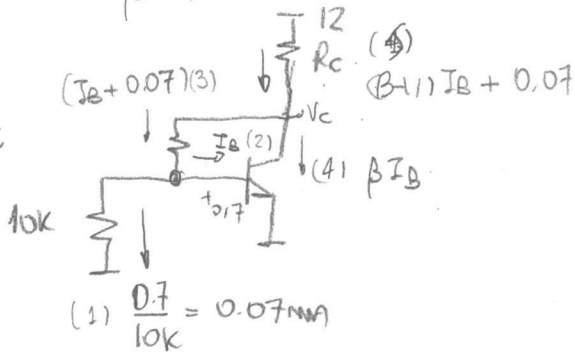 12
Rc.
(5)
(β+1) IB + 0,07
(IB + 0.07)(3)
Vc
IB (2)
(4) βIB
+0,7
10K
(1) 0.7/10K = 0.07mA